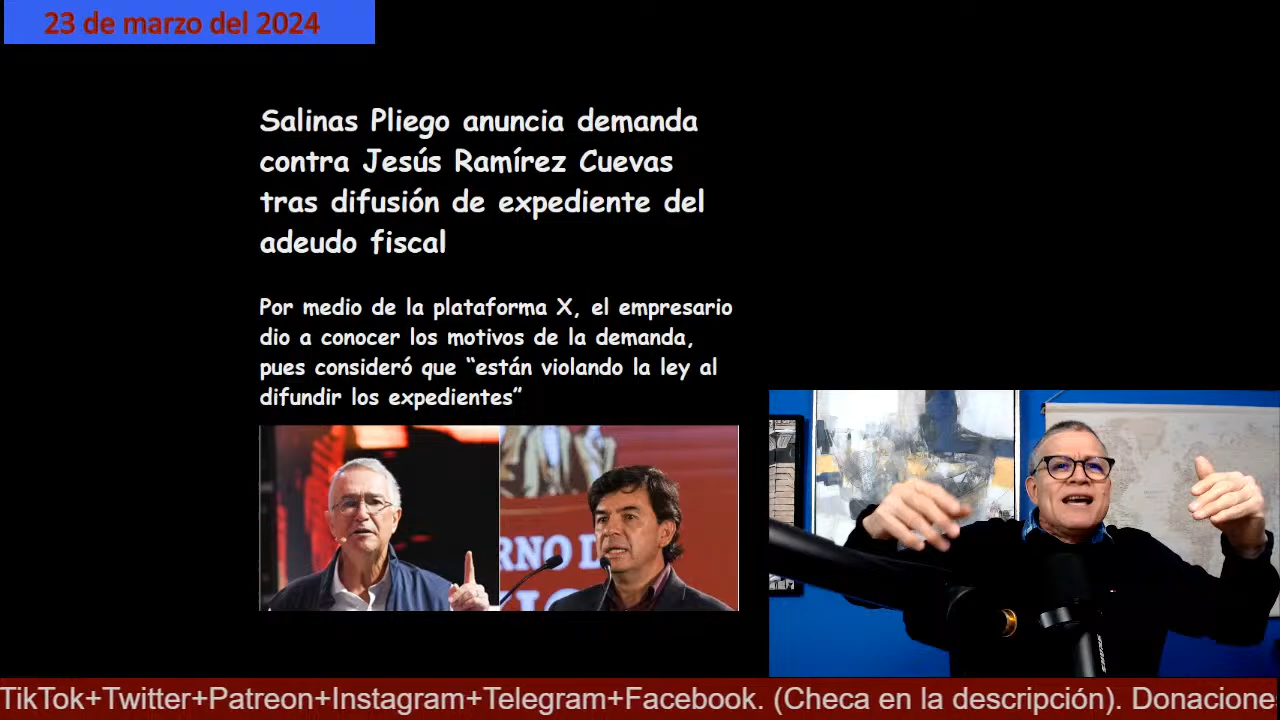 23 de marzo del 2024
Salinas Pliego anuncia demanda
contra Jesús Ramírez Cuevas
tras difusión de expediente del
adeudo fiscal
Por medio de la plataforma X, el empresario
dio a conocer los motivos de la demanda,
pues consideró que “están violando la ley al
difundir los expedientes”
RNO D
TikTok+Twitter+Patreon+Instagram+Telegram+Facebook. (Checa en la descripción). Donacione